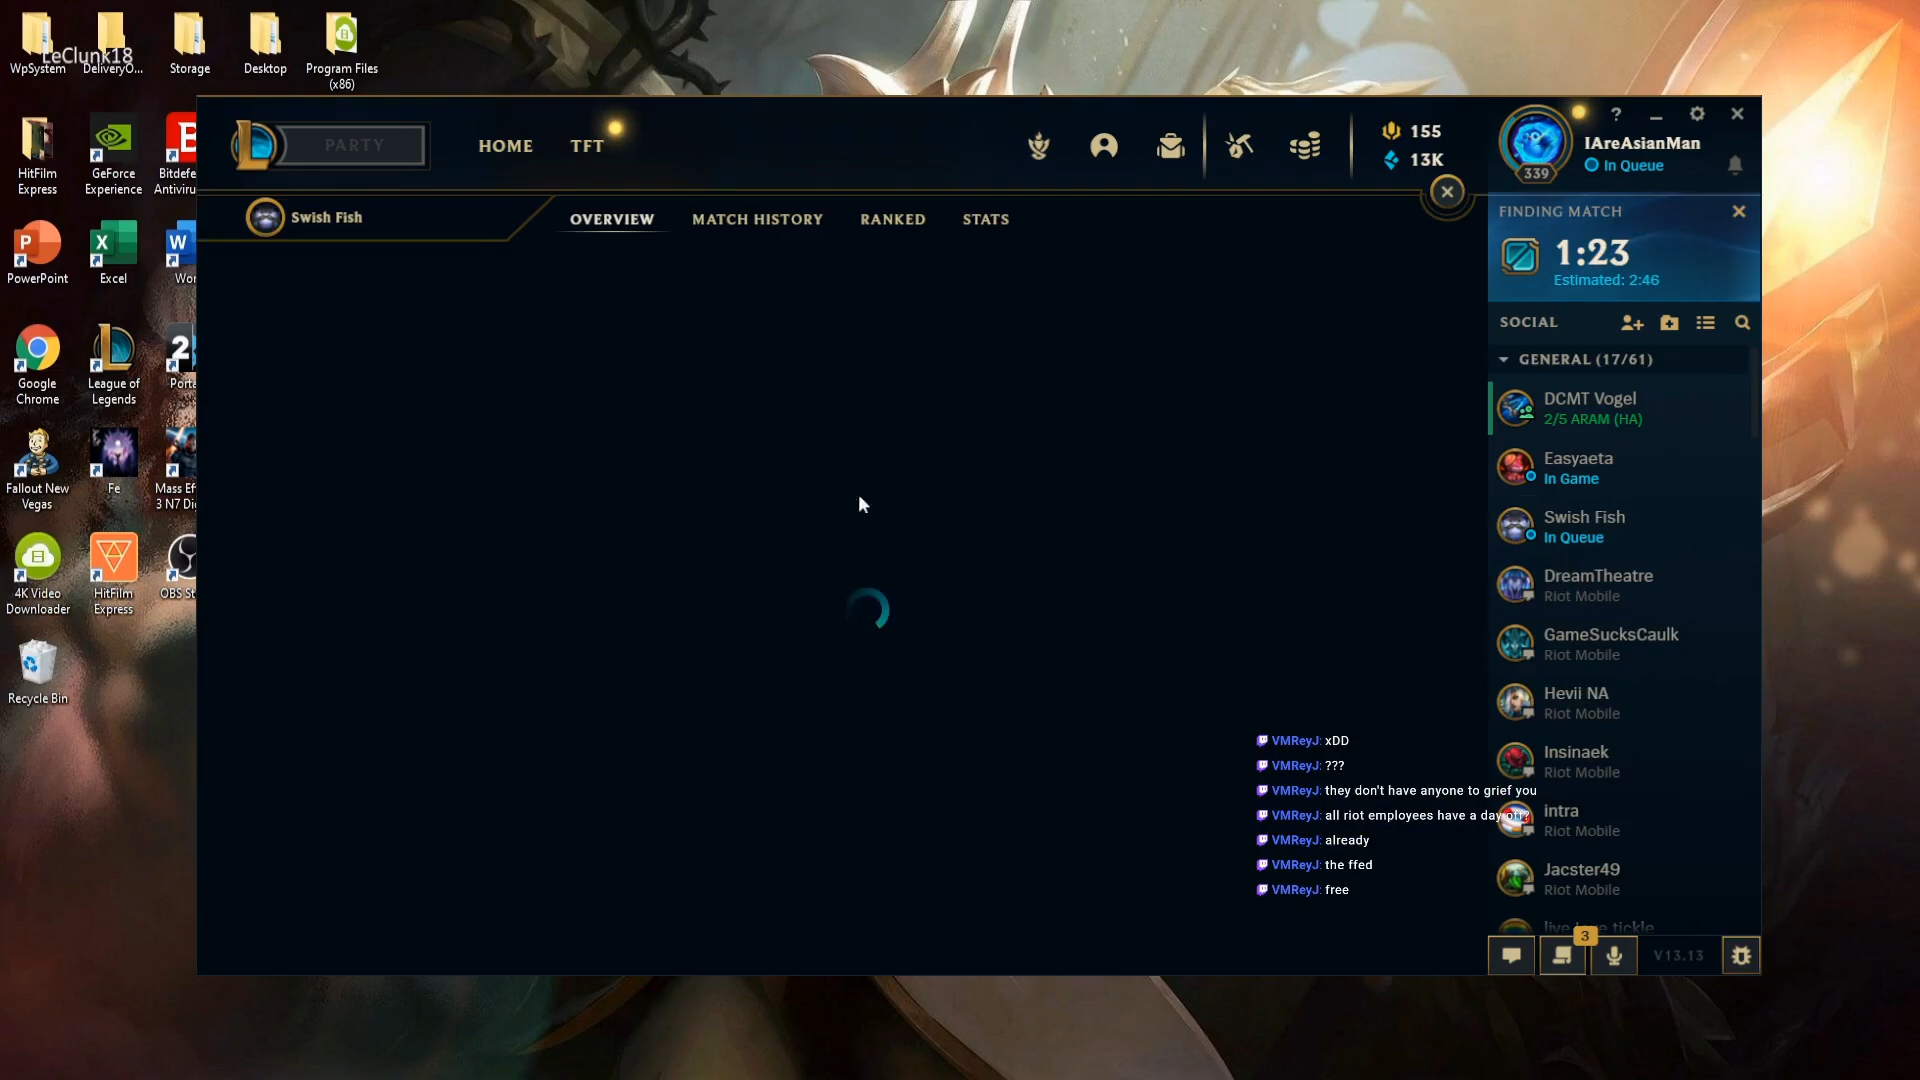 LeClunk18
WpSystem
DeliveryO...
Storage
Desktop
Program Files
(x86)
HitFilm
Express
GeForce
Experience
Bitdefe
Antiviru
PowerPoint
Excel
Wor
Google
Chrome
League of
Legends
Porta
Fallout New
Vegas
Fe
Mass Ef
3 N7 Di
4K Video
Downloader
HitFilm
Express
OBS St
Recycle Bin
PARTY
HOME
TFT
155
13K
339
IAreAsianMan
In Queue
Swish Fish
OVERVIEW
MATCH HISTORY
RANKED
STATS
FINDING MATCH
1:23
Estimated: 2:46
SOCIAL
GENERAL (17/61)
DCMT Vogel
2/5 ARAM (HA)
Easyaeta
In Game
Swish Fish
In Queue
DreamTheatre
Riot Mobile
GameSucksCaulk
Riot Mobile
Hevii NA
Riot Mobile
Insinaek
Riot Mobile
intra
Riot Mobile
Jacster49
Riot Mobile
VMReyJ: xDD
VMReyJ: ???
VMReyJ: they don't have anyone to grief you
VMReyJ: all riot employees have a day off?
VMReyJ: already
VMReyJ: the ffed
VMReyJ: free
3
V13.13